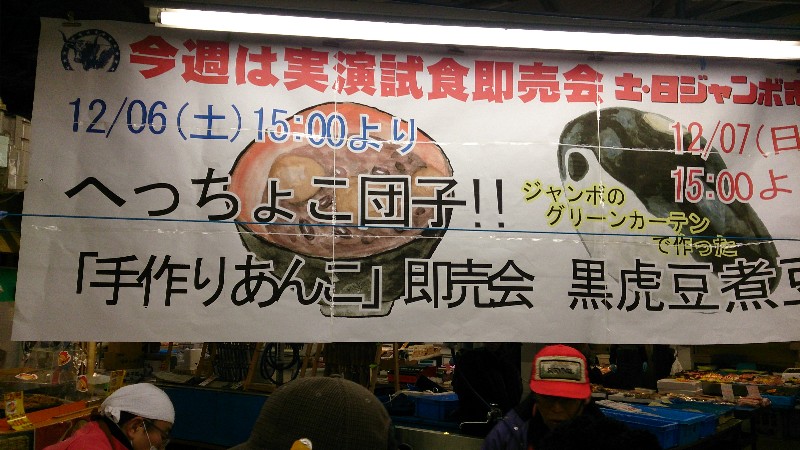 今週は実演試食即売会 土・日ジャンボ市
12/06(土)15:00より
12/07(日
15:00よ
へっちょこ団子!!
ジャンボの
グリーンカーテン
で作った
「手作りあんこ」即売会 黒虎豆煮豆